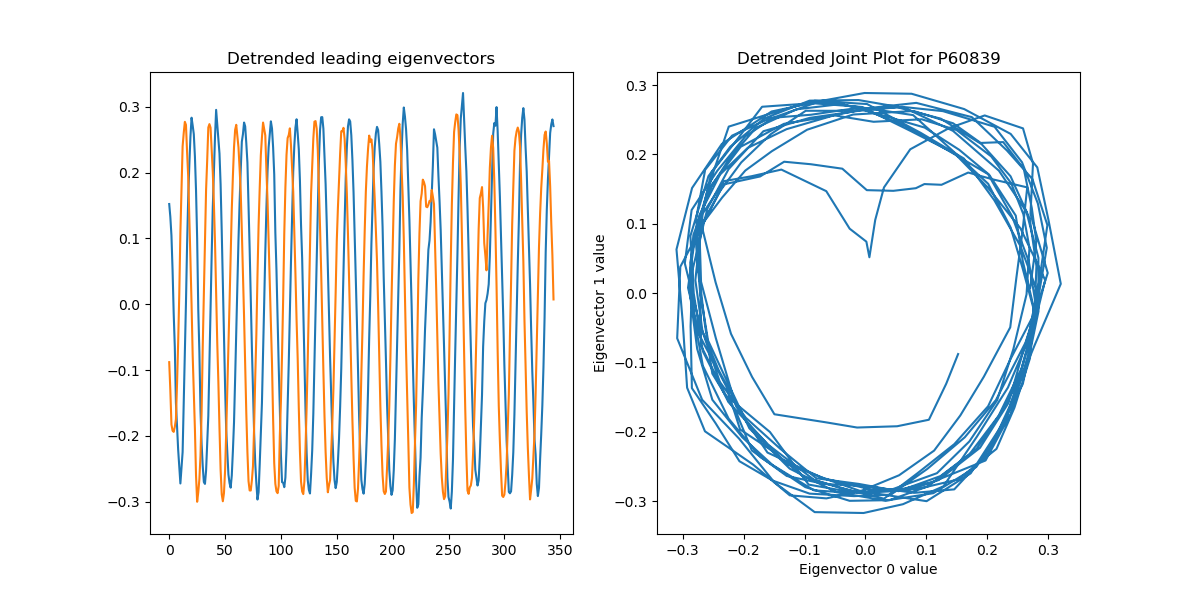 Detrended leading eigenvectors
0.3
0.2
0.1
0.0
−0.1
−0.2
−0.3
0 50 100 150 200 250 300 350
Detrended Joint Plot for P60839
Eigenvector 1 value
0.3
0.2
0.1
0.0
−0.1
−0.2
−0.3
−0.3 −0.2 −0.1 0.0 0.1 0.2 0.3
Eigenvector 0 value